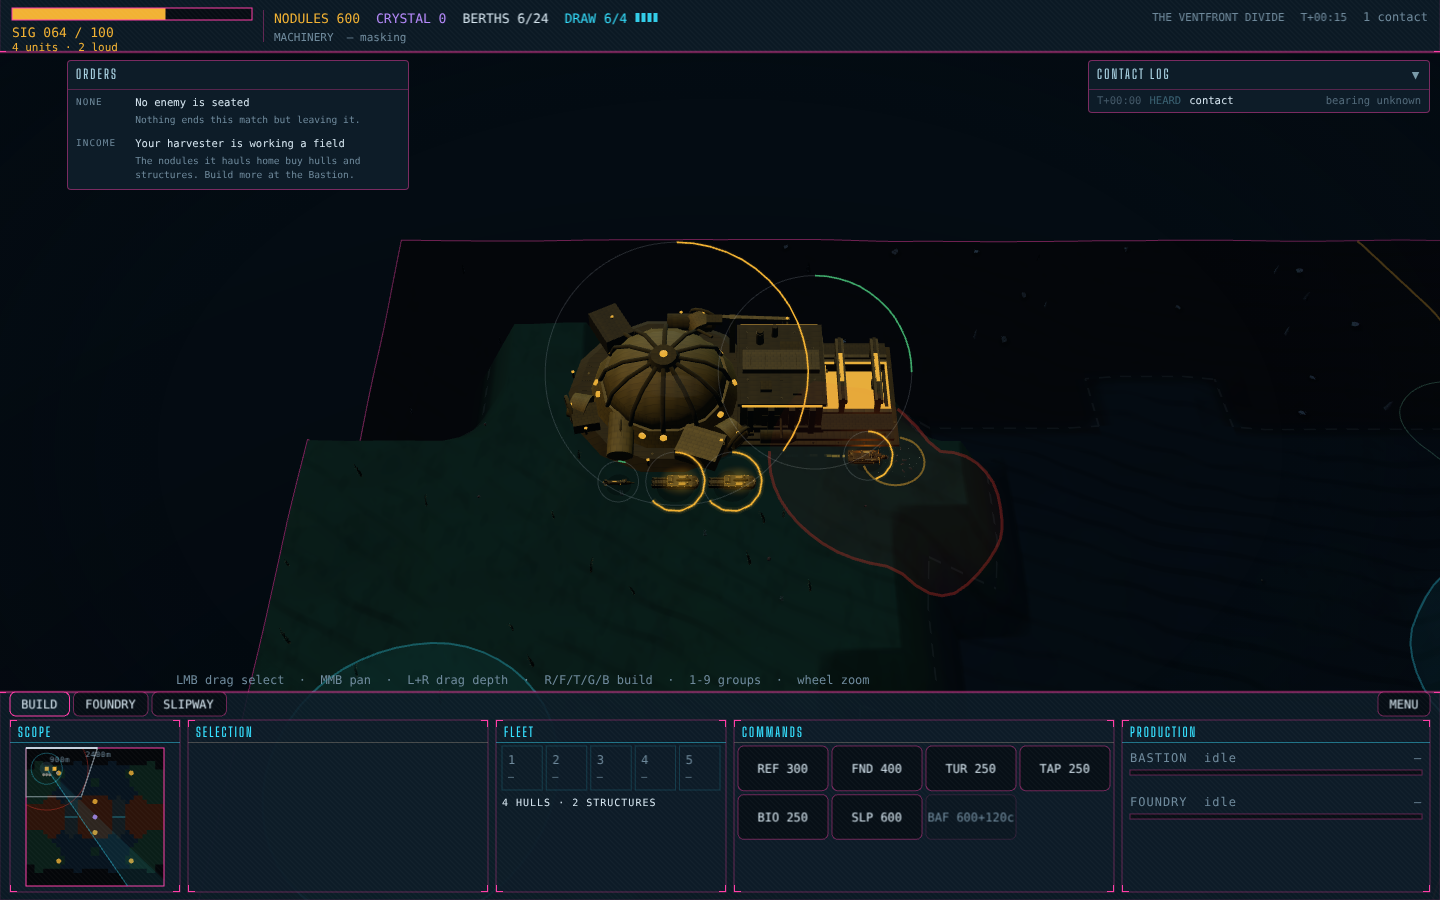 SIG 064 / 100
4 units · 2 loud
NODULES 600 CRYSTAL 0 BERTHS 6/24 DRAW 6/4
MACHINERY — masking
THE VENTFRONT DIVIDE T+00:15 1 contact
ORDERS
NONE No enemy is seated
Nothing ends this match but leaving it.
INCOME Your harvester is working a field
The nodules it hauls home buy hulls and
structures. Build more at the Bastion.
CONTACT LOG ▼
T+00:00 HEARD contact bearing unknown
LMB drag select · MMB pan · L+R drag depth · R/F/T/G/B build · 1-9 groups · wheel zoom
BUILD FOUNDRY SLIPWAY MENU
SCOPE
900m 2400m
SELECTION
FLEET
1 2 3 4 5
— — — — —
4 HULLS · 2 STRUCTURES
COMMANDS
REF 300 FND 400 TUR 250 TAP 250
BIO 250 SLP 600 BAF 600+120c
PRODUCTION
BASTION idle —
FOUNDRY idle —